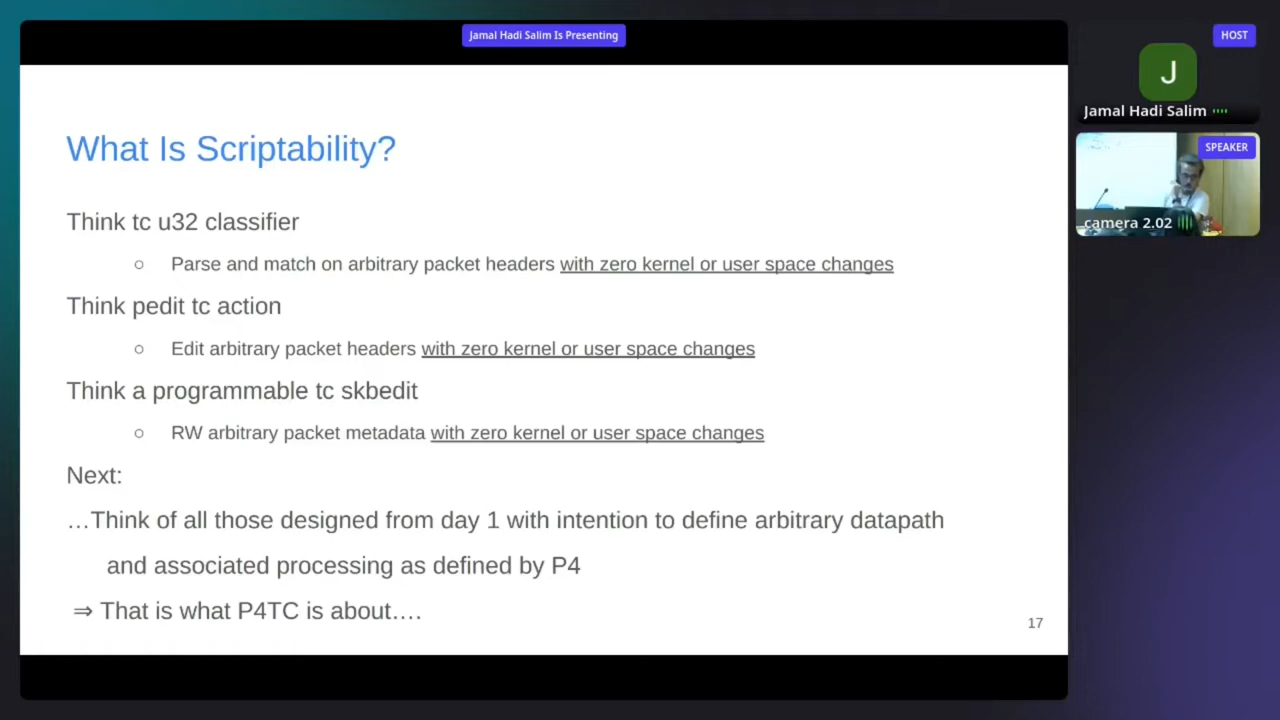 Jamal Hadi Salim Is Presenting
HOST
J
Jamal Hadi Salim
SPEAKER
camera 2.02
What Is Scriptability?
Think tc u32 classifier
○ Parse and match on arbitrary packet headers with zero kernel or user space changes
Think pedit tc action
○ Edit arbitrary packet headers with zero kernel or user space changes
Think a programmable tc skbedit
○ RW arbitrary packet metadata with zero kernel or user space changes
Next:
…Think of all those designed from day 1 with intention to define arbitrary datapath
and associated processing as defined by P4
⇒ That is what P4TC is about….
17